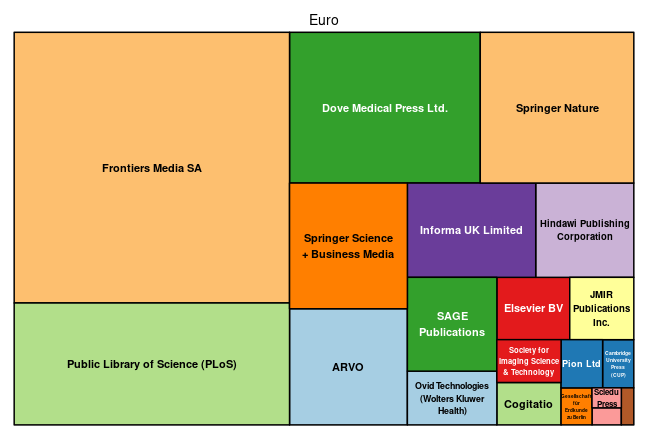 Euro
Frontiers Media SA
Dove Medical Press Ltd.
Springer Nature
Springer Science
+ Business Media
Informa UK Limited
Hindawi Publishing
Corporation
Public Library of Science (PLoS)
ARVO
SAGE
Publications
Elsevier BV
JMIR
Publications
Inc.
Society for
Imaging Science
& Technology
Pion Ltd
Cambridge
University
Press
(CUP)
Ovid Technologies
(Wolters Kluwer
Health)
Cogitatio
Gesellschaft
für
Erdkunde
zu Berlin
Sciedu
Press